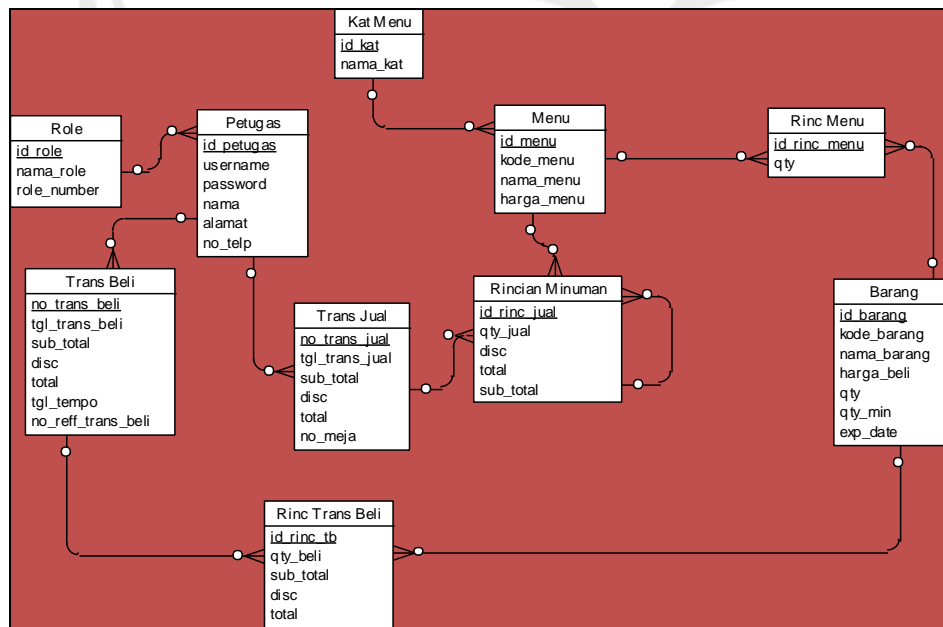 Kat Menu
id_kat
nama_kat
Role
id_role
nama_role
role_number
Petugas
id_petugas
username
password
nama
alamat
no_telp
Menu
id_menu
kode_menu
nama_menu
harga_menu
Rinc Menu
id_rinc_menu
qty
Trans Beli
no_trans_beli
tgl_trans_beli
sub_total
disc
total
tgl_tempo
no_reff_trans_beli
Trans Jual
no_trans_jual
tgl_trans_jual
sub_total
disc
total
no_meja
Rincian Minuman
id_rinc_jual
qty_jual
disc
total
sub_total
Barang
id_barang
kode_barang
nama_barang
harga_beli
qty
qty_min
exp_date
Rinc Trans Beli
id_rinc_tb
qty_beli
sub_total
disc
total